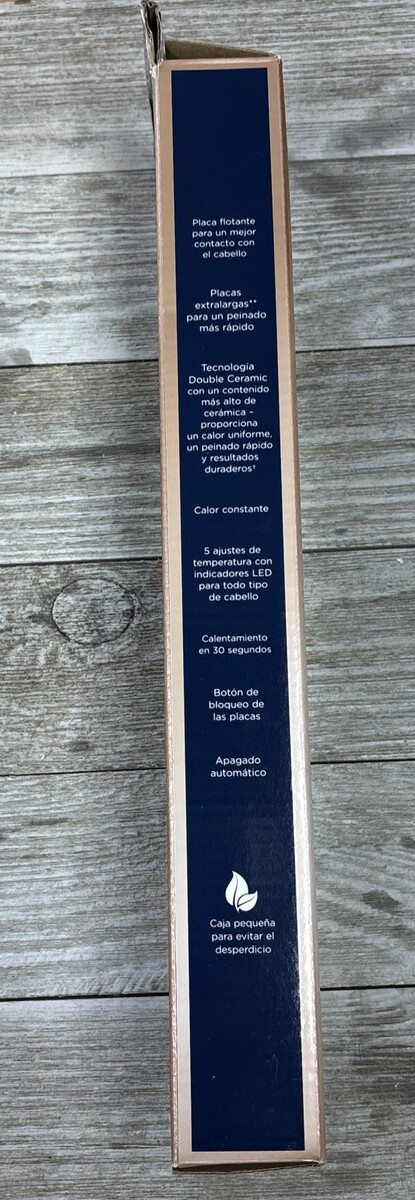 Placa flotante
para un mejor
contacto con
el cabello
Placas
extralargas**
para un peinado
más rápido
Tecnología
Double Ceramic
con un contenido
más alto de
cerámica –
proporciona
un calor uniforme,
un peinado rápido
y resultados
duraderos†
Calor constante
5 ajustes de
temperatura con
indicadores LED
para todo tipo
de cabello
Calentamiento
en 30 segundos
Botón de
bloqueo de
las placas
Apagado
automático
Caja pequeña
para evitar el
desperdicio